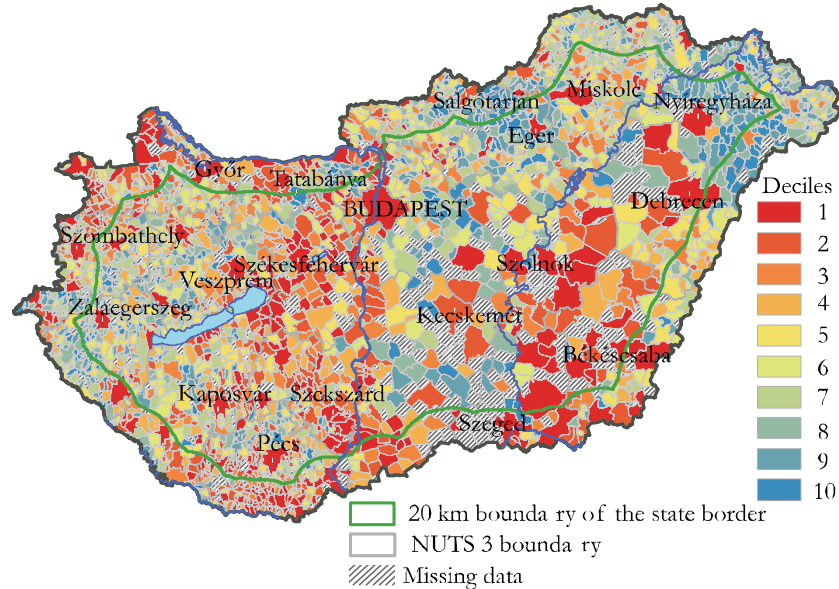 Salgótarján
Miskolc
Nyíregyháza
Eger
Győr
Tatabánya
Deciles
Debrecen
BUDAPEST
1
Szombathely
2
Székesfehérvár
Szolnok
3
Veszprém
Zalaegerszeg
4
Kecskemét
5
Békéscsaba
6
Kaposvár
Szekszárd
7
Szeged
8
Pécs
9
10
20 km bounda ry of the state border
NUTS 3 bounda ry
Missing data